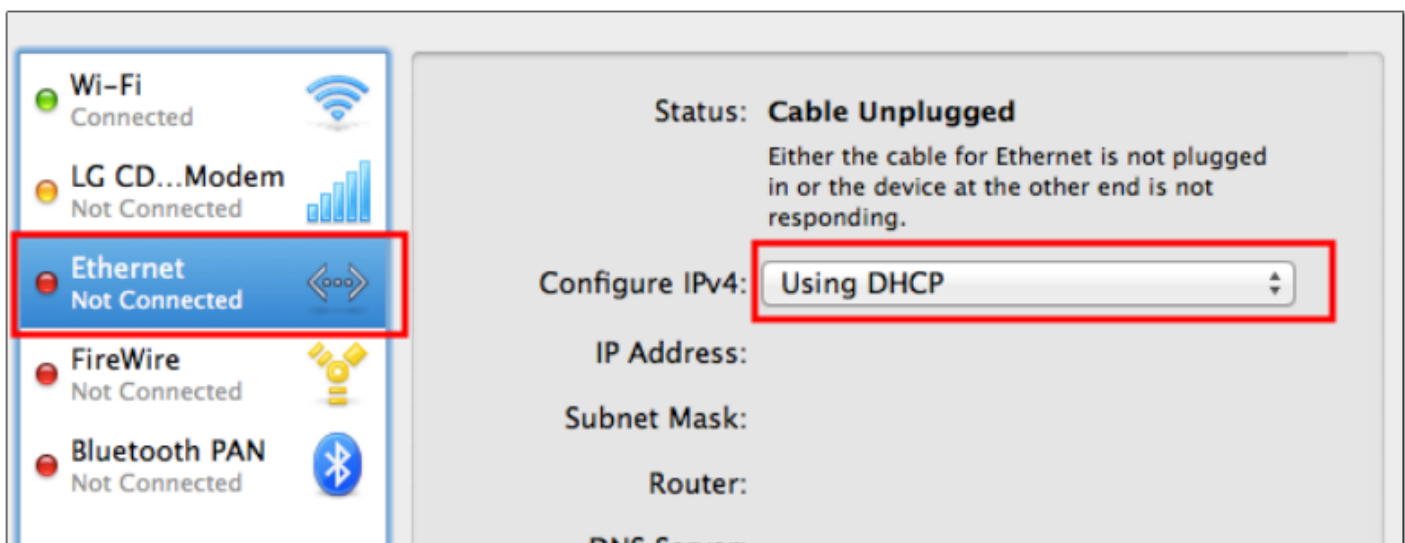 Wi-Fi
Connected
LG CD...Modem
Not Connected
Ethernet
Not Connected
FireWire
Not Connected
Bluetooth PAN
Not Connected
Status: Cable Unplugged
Either the cable for Ethernet is not plugged
in or the device at the other end is not
responding.
Configure IPv4: Using DHCP
IP Address:
Subnet Mask:
Router: